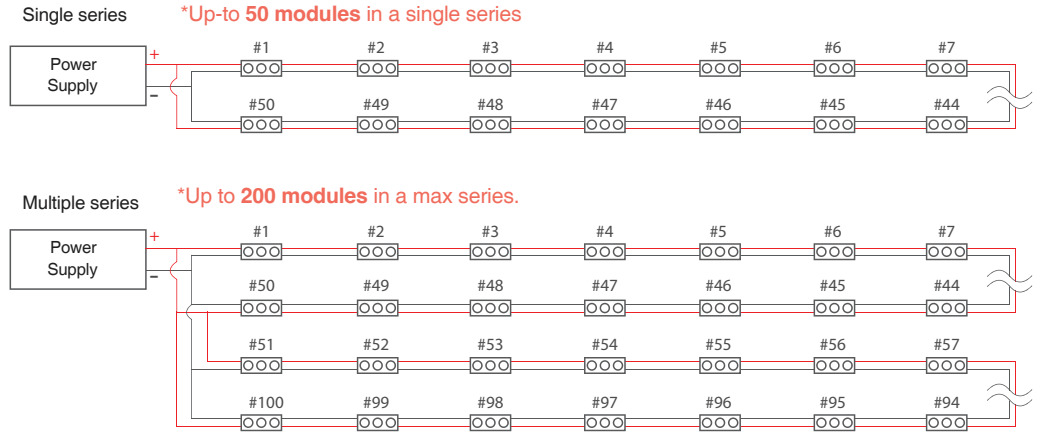 Single series *Up-to 50 modules in a single series
Power
Supply
+
–
#1 #2 #3 #4 #5 #6 #7
#50 #49 #48 #47 #46 #45 #44
Multiple series *Up to 200 modules in a max series.
Power
Supply
+
–
#1 #2 #3 #4 #5 #6 #7
#50 #49 #48 #47 #46 #45 #44
#51 #52 #53 #54 #55 #56 #57
#100 #99 #98 #97 #96 #95 #94